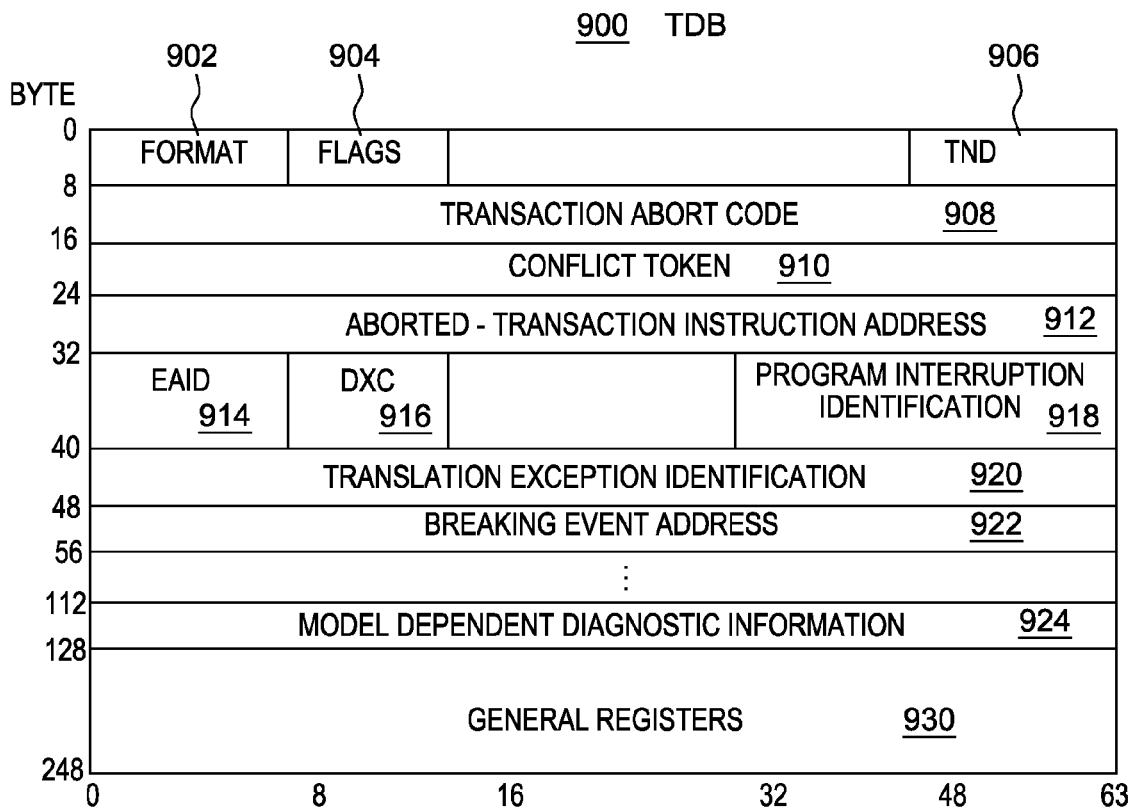 900 TDB
902 904 906
BYTE
0
FORMAT FLAGS TND
8
TRANSACTION ABORT CODE 908
16
CONFLICT TOKEN 910
24
ABORTED - TRANSACTION INSTRUCTION ADDRESS 912
32
EAID DXC PROGRAM INTERRUPTION
914 916 IDENTIFICATION 918
40
TRANSLATION EXCEPTION IDENTIFICATION 920
48
BREAKING EVENT ADDRESS 922
56
⋮
112
MODEL DEPENDENT DIAGNOSTIC INFORMATION 924
128
GENERAL REGISTERS 930
248
0 8 16 32 48 63